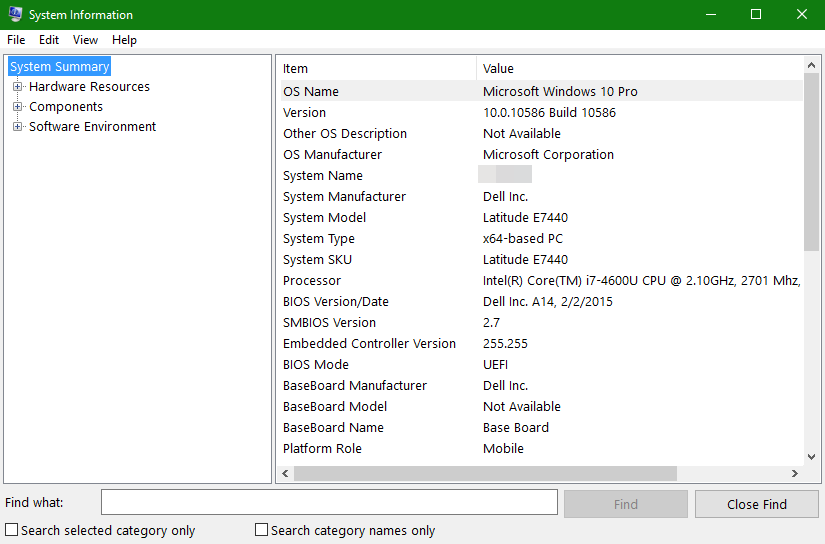 System Information
File Edit View Help
System Summary
Hardware Resources
Components
Software Environment
Item Value
OS Name Microsoft Windows 10 Pro
Version 10.0.10586 Build 10586
Other OS Description Not Available
OS Manufacturer Microsoft Corporation
System Name
System Manufacturer Dell Inc.
System Model Latitude E7440
System Type x64-based PC
System SKU Latitude E7440
Processor Intel(R) Core(TM) i7-4600U CPU @ 2.10GHz, 2701 Mhz,
BIOS Version/Date Dell Inc. A14, 2/2/2015
SMBIOS Version 2.7
Embedded Controller Version 255.255
BIOS Mode UEFI
BaseBoard Manufacturer Dell Inc.
BaseBoard Model Not Available
BaseBoard Name Base Board
Platform Role Mobile
Find what: Find Close Find
Search selected category only Search category names only